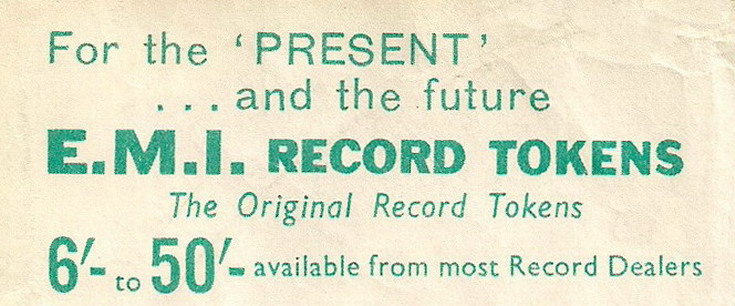 For the ‘PRESENT’
...and the future
E.M.I. RECORD TOKENS
The Original Record Tokens
6/- to 50/- available from most Record Dealers